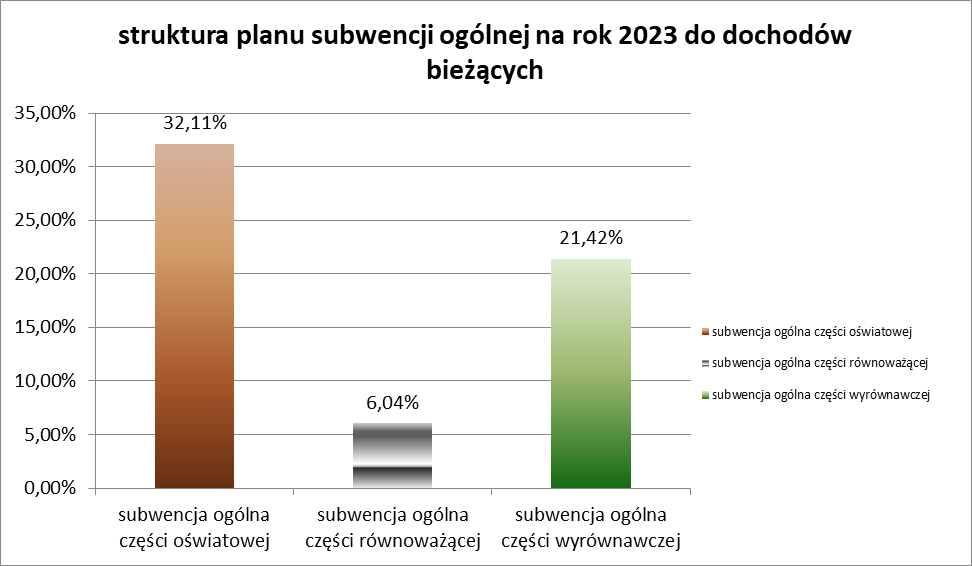 struktura planu subwencji ogólnej na rok 2023 do dochodów
bieżących
35,00%
30,00%
25,00%
20,00%
15,00%
10,00%
5,00%
0,00%
32,11%
6,04%
21,42%
subwencja ogólna
części oświatowej
subwencja ogólna
części równoważącej
subwencja ogólna
części wyrównawczej
subwencja ogólna części oświatowej
subwencja ogólna części równoważącej
subwencja ogólna części wyrównawczej